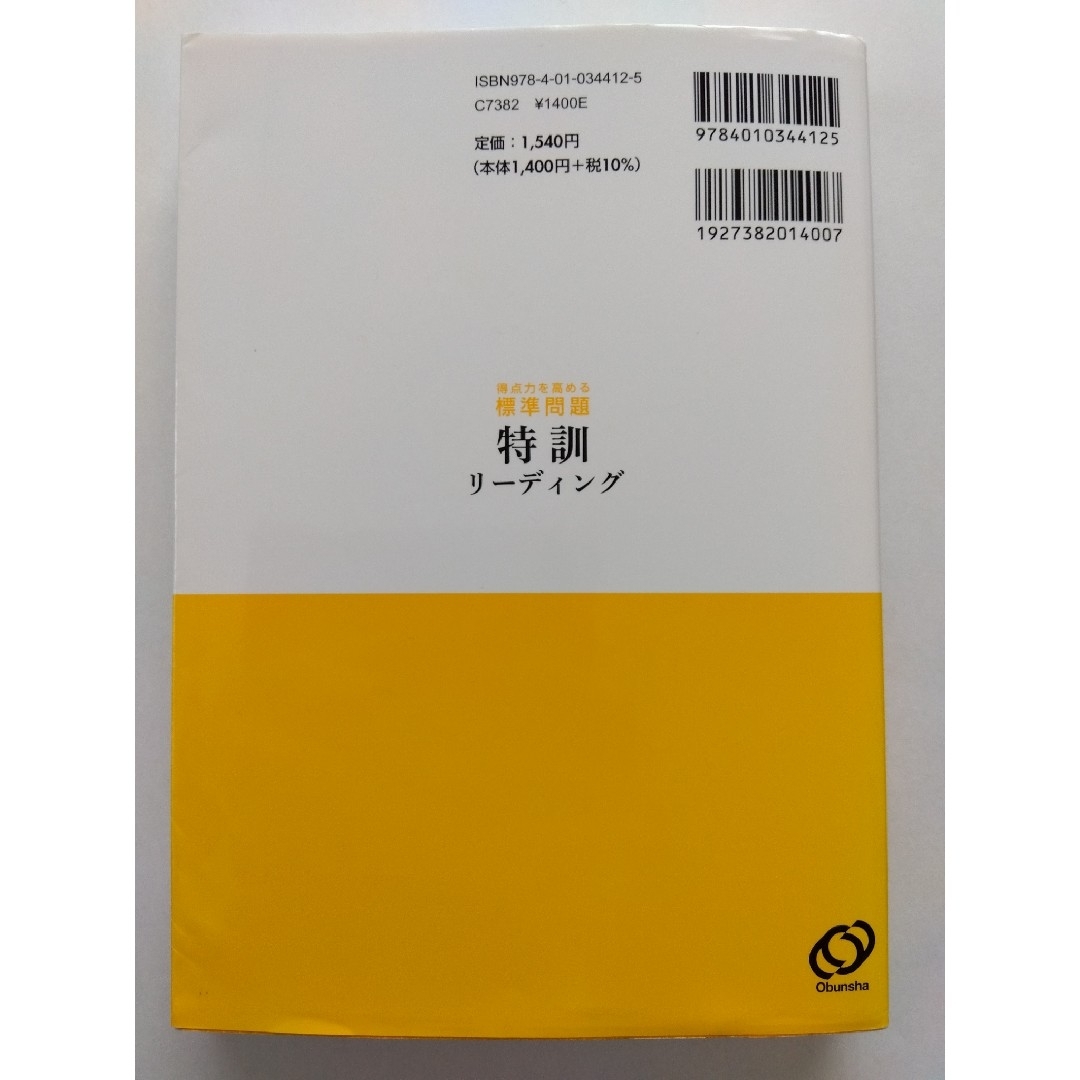 ISBN978-4-01-034412-5
C7382 ¥1400E
定価：1,540円
（本体1,400円＋税10%）
9784010344125
1927382014007
得点力を高める
標準問題
特訓
リーディング
Obunsha